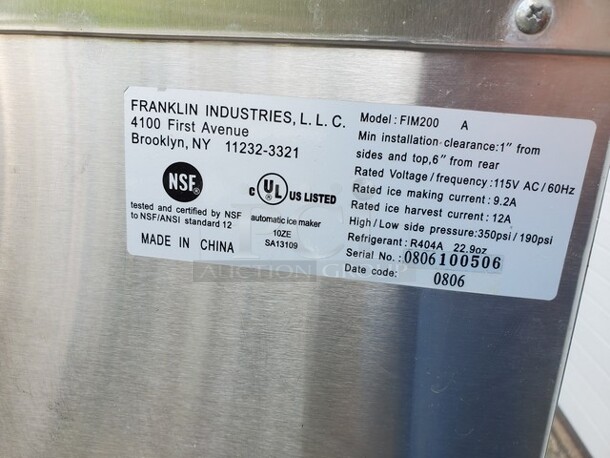 FRANKLIN INDUSTRIES, L. L. C.
4100 First Avenue
Brooklyn, NY 11232-3321
NSF®
tested and certified by NSF
to NSF/ANSI standard 12
MADE IN CHINA
C UL ® US LISTED
automatic ice maker
10ZE
SA13109
Model: FIM200 A
Min installation clearance:1" from
sides and top,6" from rear
Rated Voltage/frequency:115V AC/60Hz
Rated ice making current:9.2A
Rated ice harvest current:12A
High/Low side pressure:350psi/190psi
Refrigerant:R404A 22.9oz
Serial No.:0806100506
Date code: 0806
AUCTION GROUP